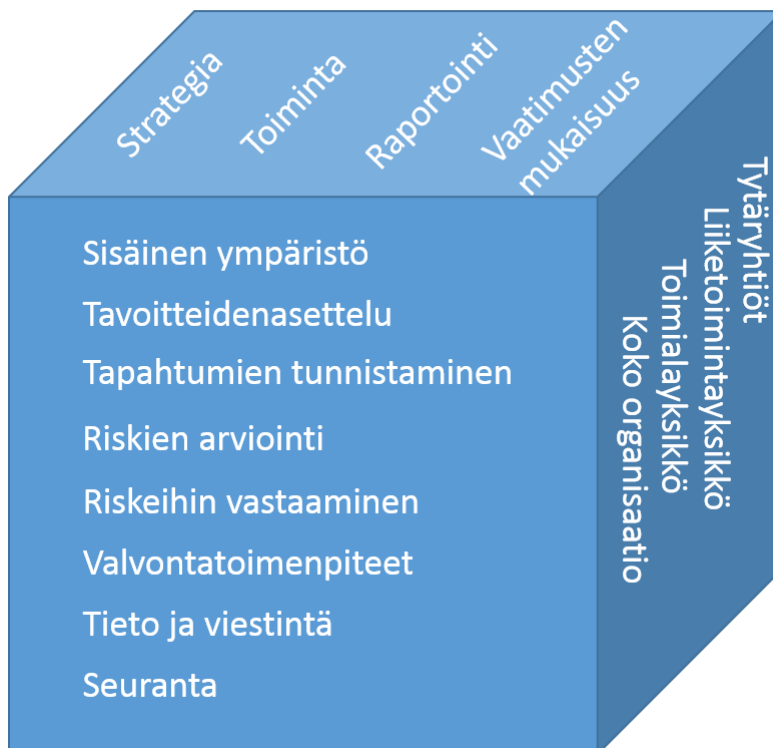 Strategia
Toiminta
Raportointi
Vaatimusten
mukaisuus
Sisäinen ympäristö
Tavoitteidenasettelu
Tapahtumien tunnistaminen
Riskien arviointi
Riskeihin vastaaminen
Valvontatoimenpiteet
Tieto ja viestintä
Seuranta
Tytäryhtiöt
Liiketoimintayksikkö
Toimialayksikkö
Koko organisaatio